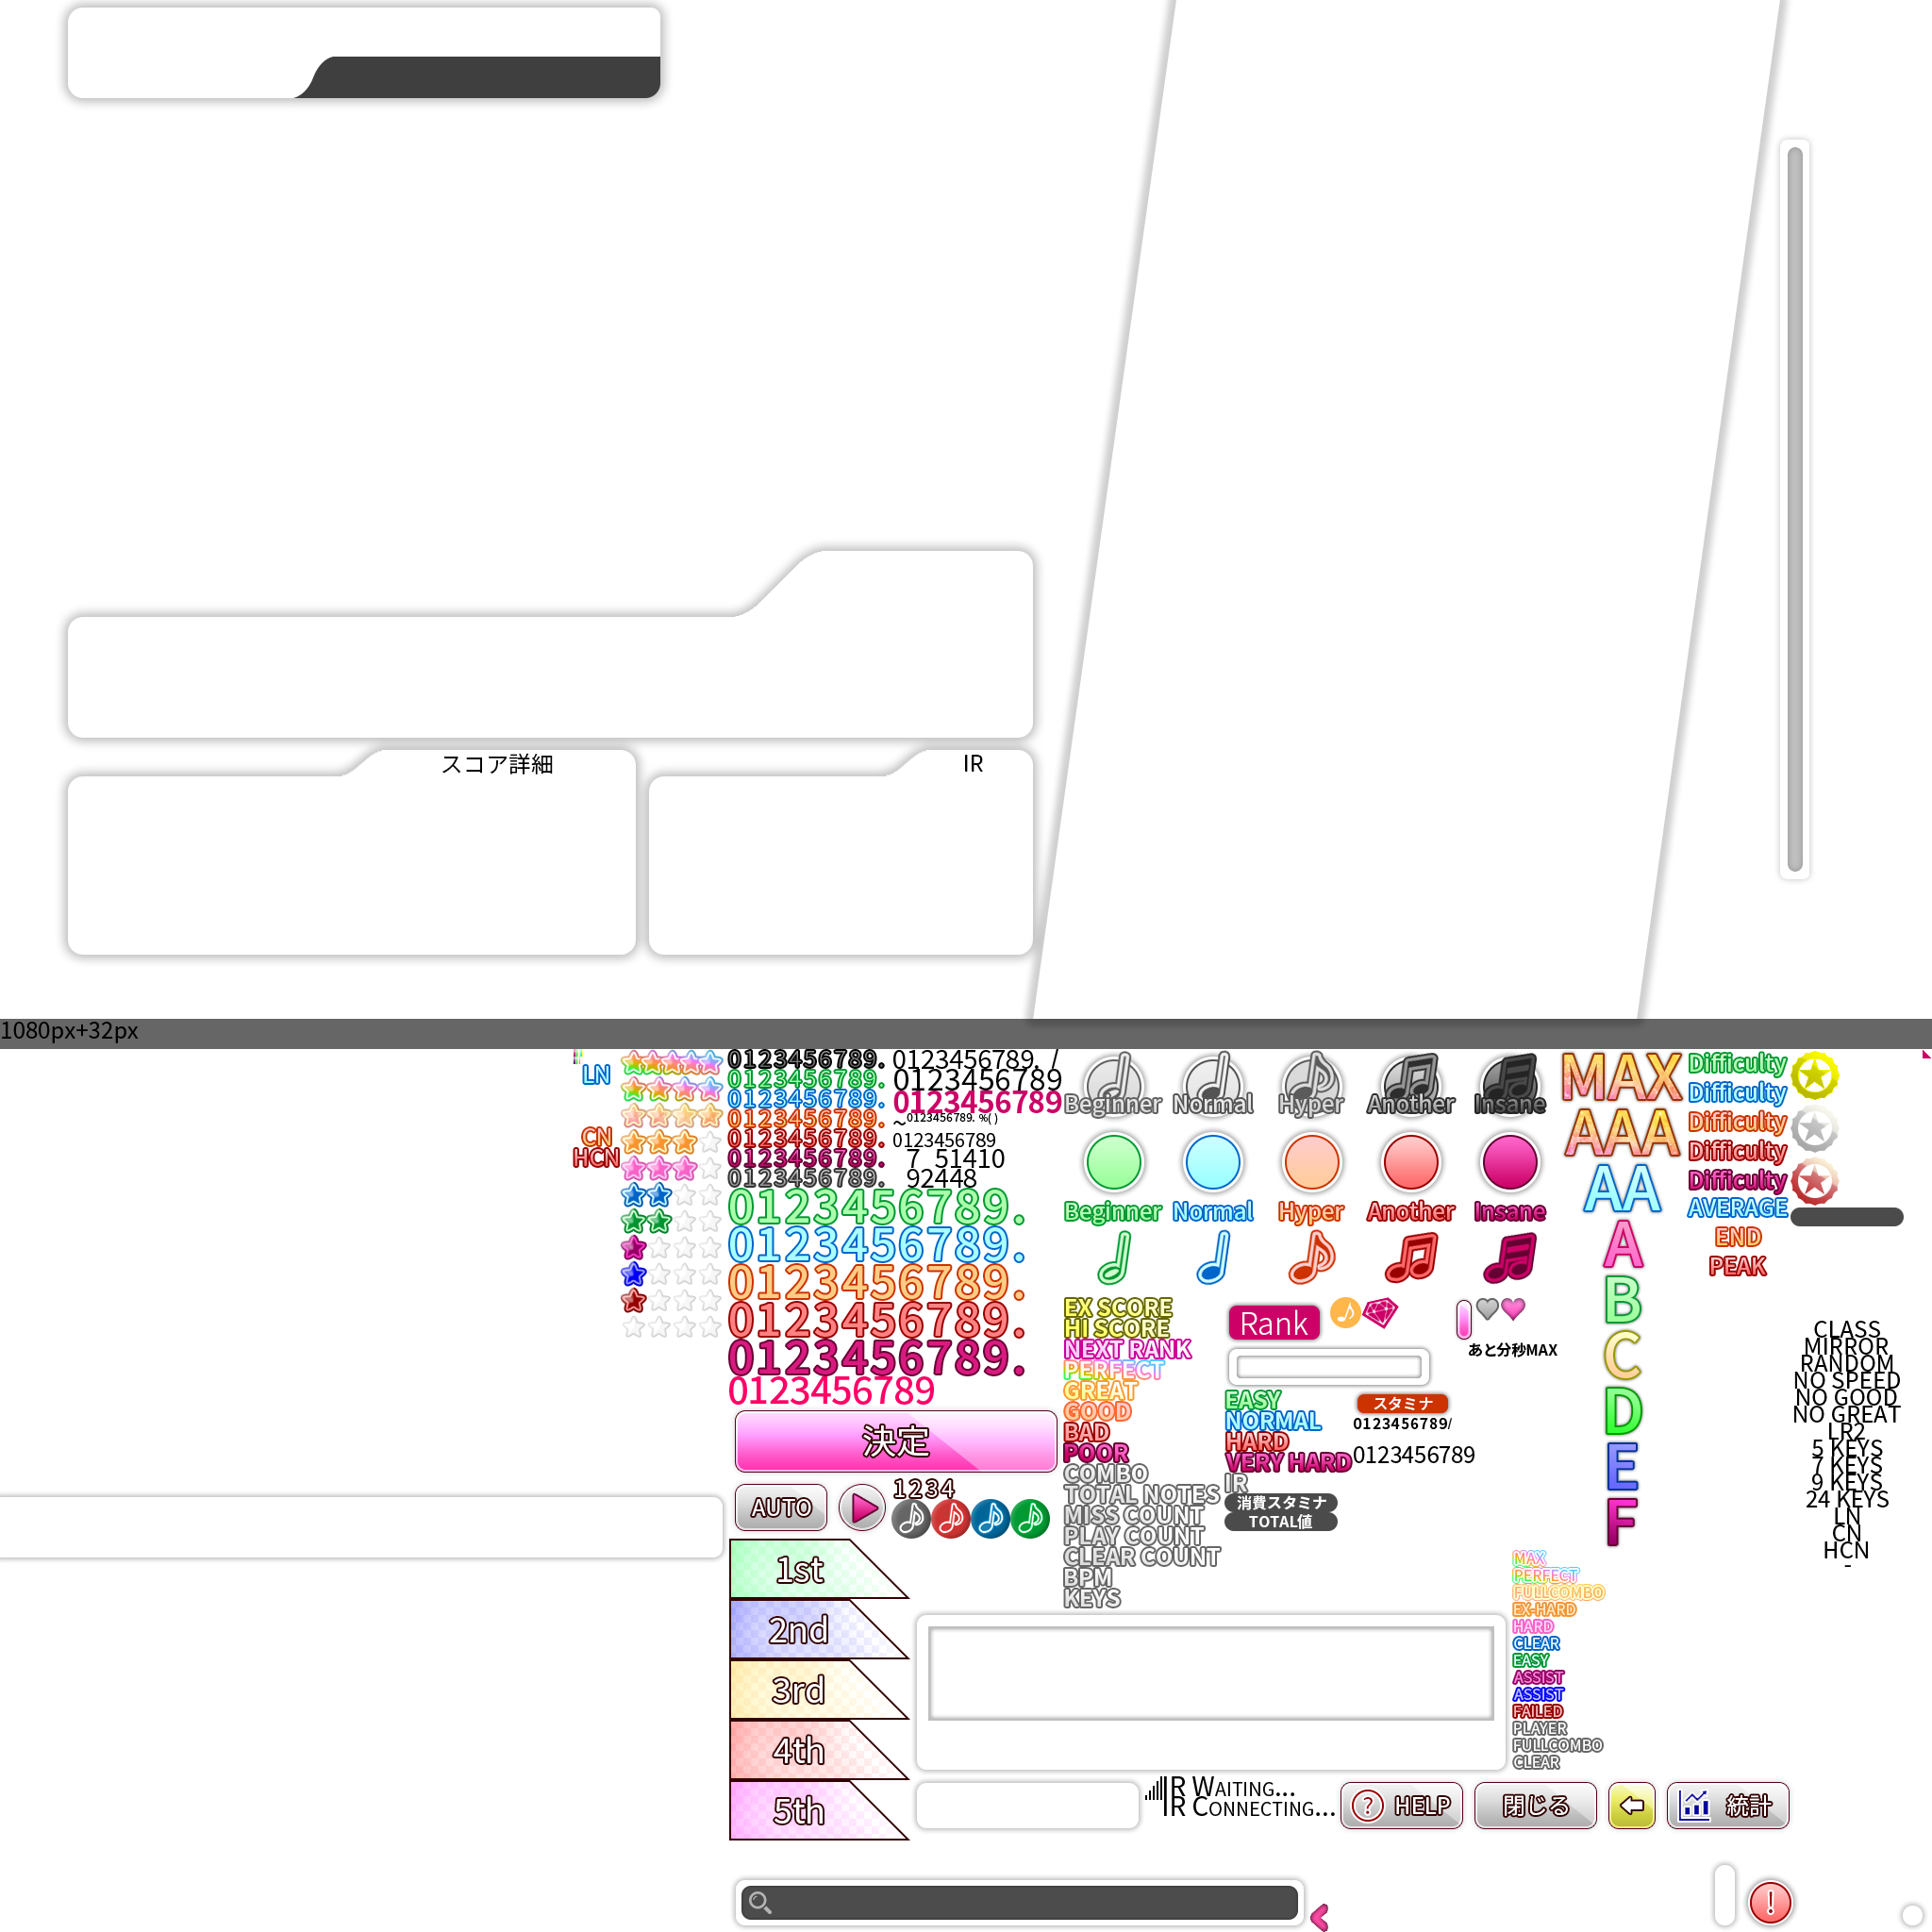 スコア詳細
IR
1080px+32px
LN
CN
HCN
0123456789.
0123456789.
0123456789.
0123456789.
0123456789.
0123456789.
0123456789.
0123456789. /
0123456789
0123456789
~0123456789. %( )
0123456789
7 51410
92448
0123456789.
0123456789.
0123456789.
0123456789.
0123456789.
0123456789
決定
AUTO
1234
1st
2nd
3rd
4th
5th
Beginner Normal Hyper Another Insane
Beginner Normal Hyper Another Insane
EX SCORE
HI SCORE
NEXT RANK
PERFECT
GREAT
GOOD
BAD
POOR
COMBO
TOTAL NOTES
MISS COUNT
PLAY COUNT
CLEAR COUNT
BPM
KEYS
Rank
あと分秒MAX
EASY
NORMAL
HARD
VERY HARD
IR
消費スタミナ
TOTAL値
スタミナ
0123456789/
0123456789
MAX
AAA
AA
A
B
C
D
E
F
Difficulty
Difficulty
Difficulty
Difficulty
Difficulty
AVERAGE
END
PEAK
CLASS
MIRROR
RANDOM
NO SPEED
NO GOOD
NO GREAT
LR2
5 KEYS
7 KEYS
9 KEYS
24 KEYS
LN
CN
HCN
-
MAX
PERFECT
FULLCOMBO
EX-HARD
HARD
CLEAR
EASY
ASSIST
ASSIST
FAILED
PLAYER
FULLCOMBO
CLEAR
IR WAITING...
IR CONNECTING...
? HELP
閉じる
統計
!